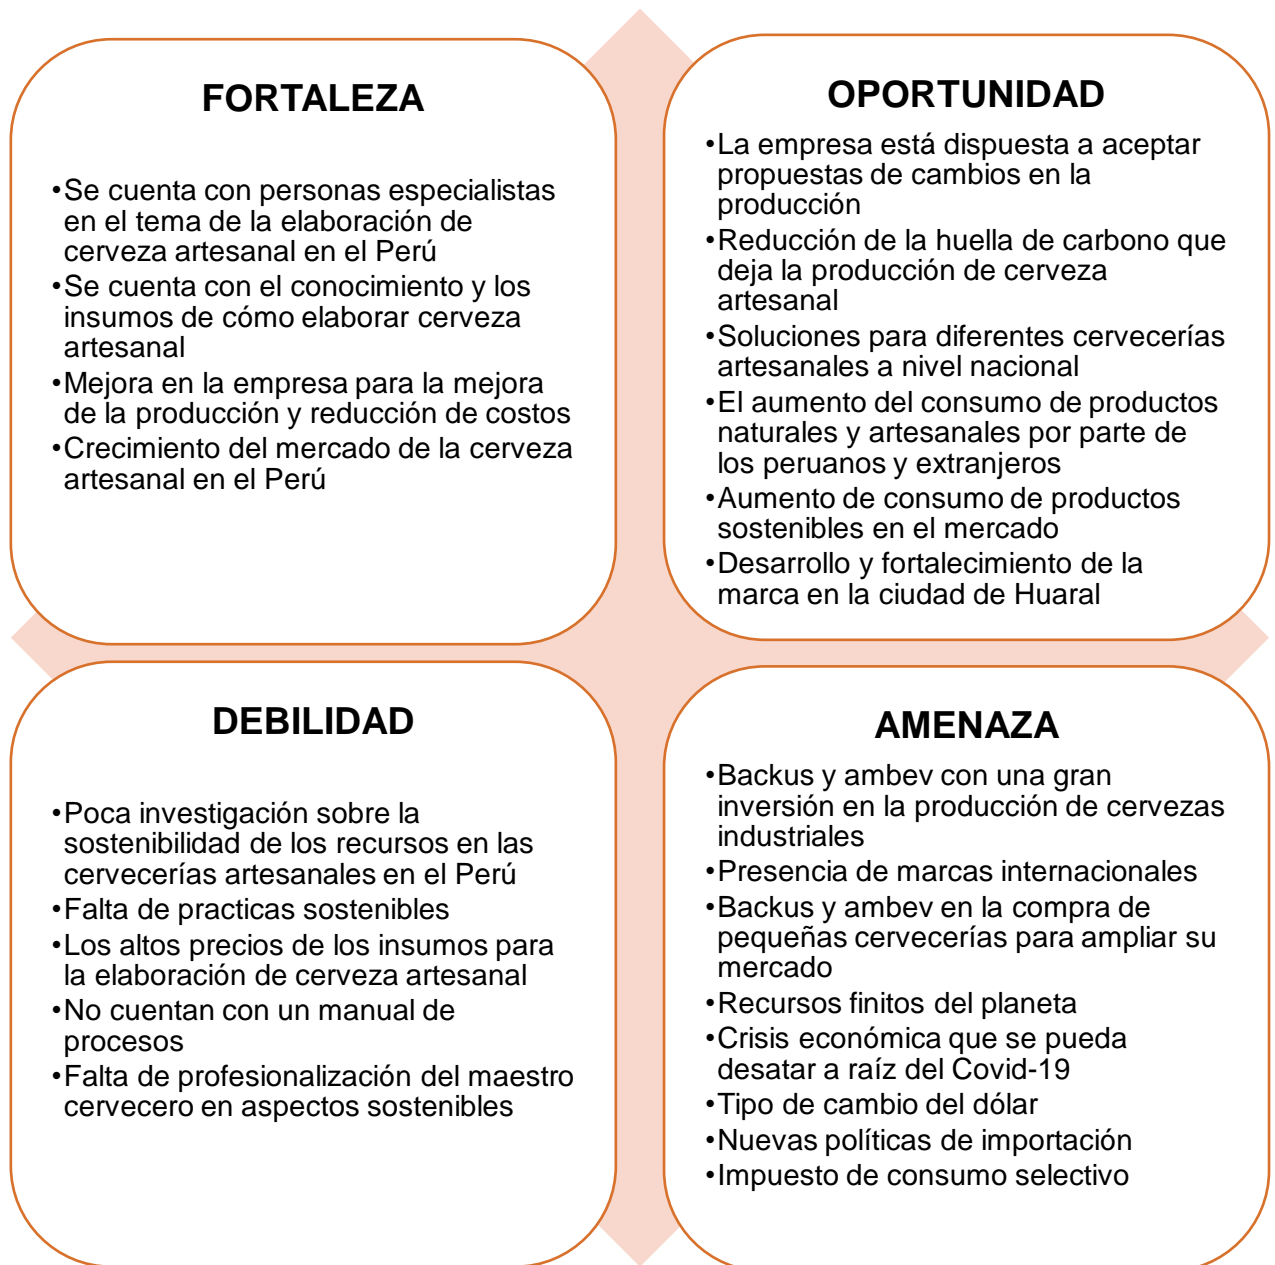 FORTALEZA
•Se cuenta con personas especialistas
en el tema de la elaboración de
cerveza artesanal en el Perú
•Se cuenta con el conocimiento y los
insumos de cómo elaborar cerveza
artesanal
•Mejora en la empresa para la mejora
de la producción y reducción de costos
•Crecimiento del mercado de la cerveza
artesanal en el Perú
OPORTUNIDAD
•La empresa está dispuesta a aceptar
propuestas de cambios en la
producción
•Reducción de la huella de carbono que
deja la producción de cerveza
artesanal
•Soluciones para diferentes cervecerías
artesanales a nivel nacional
•El aumento del consumo de productos
naturales y artesanales por parte de
los peruanos y extranjeros
•Aumento de consumo de productos
sostenibles en el mercado
•Desarrollo y fortalecimiento de la
marca en la ciudad de Huaral
DEBILIDAD
•Poca investigación sobre la
sostenibilidad de los recursos en las
cervecerías artesanales en el Perú
•Falta de practicas sostenibles
•Los altos precios de los insumos para
la elaboración de cerveza artesanal
•No cuentan con un manual de
procesos
•Falta de profesionalización del maestro
cervecero en aspectos sostenibles
AMENAZA
•Backus y ambev con una gran
inversión en la producción de cervezas
industriales
•Presencia de marcas internacionales
•Backus y ambev en la compra de
pequeñas cervecerías para ampliar su
mercado
•Recursos finitos del planeta
•Crisis económica que se pueda
desatar a raíz del Covid-19
•Tipo de cambio del dólar
•Nuevas políticas de importación
•Impuesto de consumo selectivo